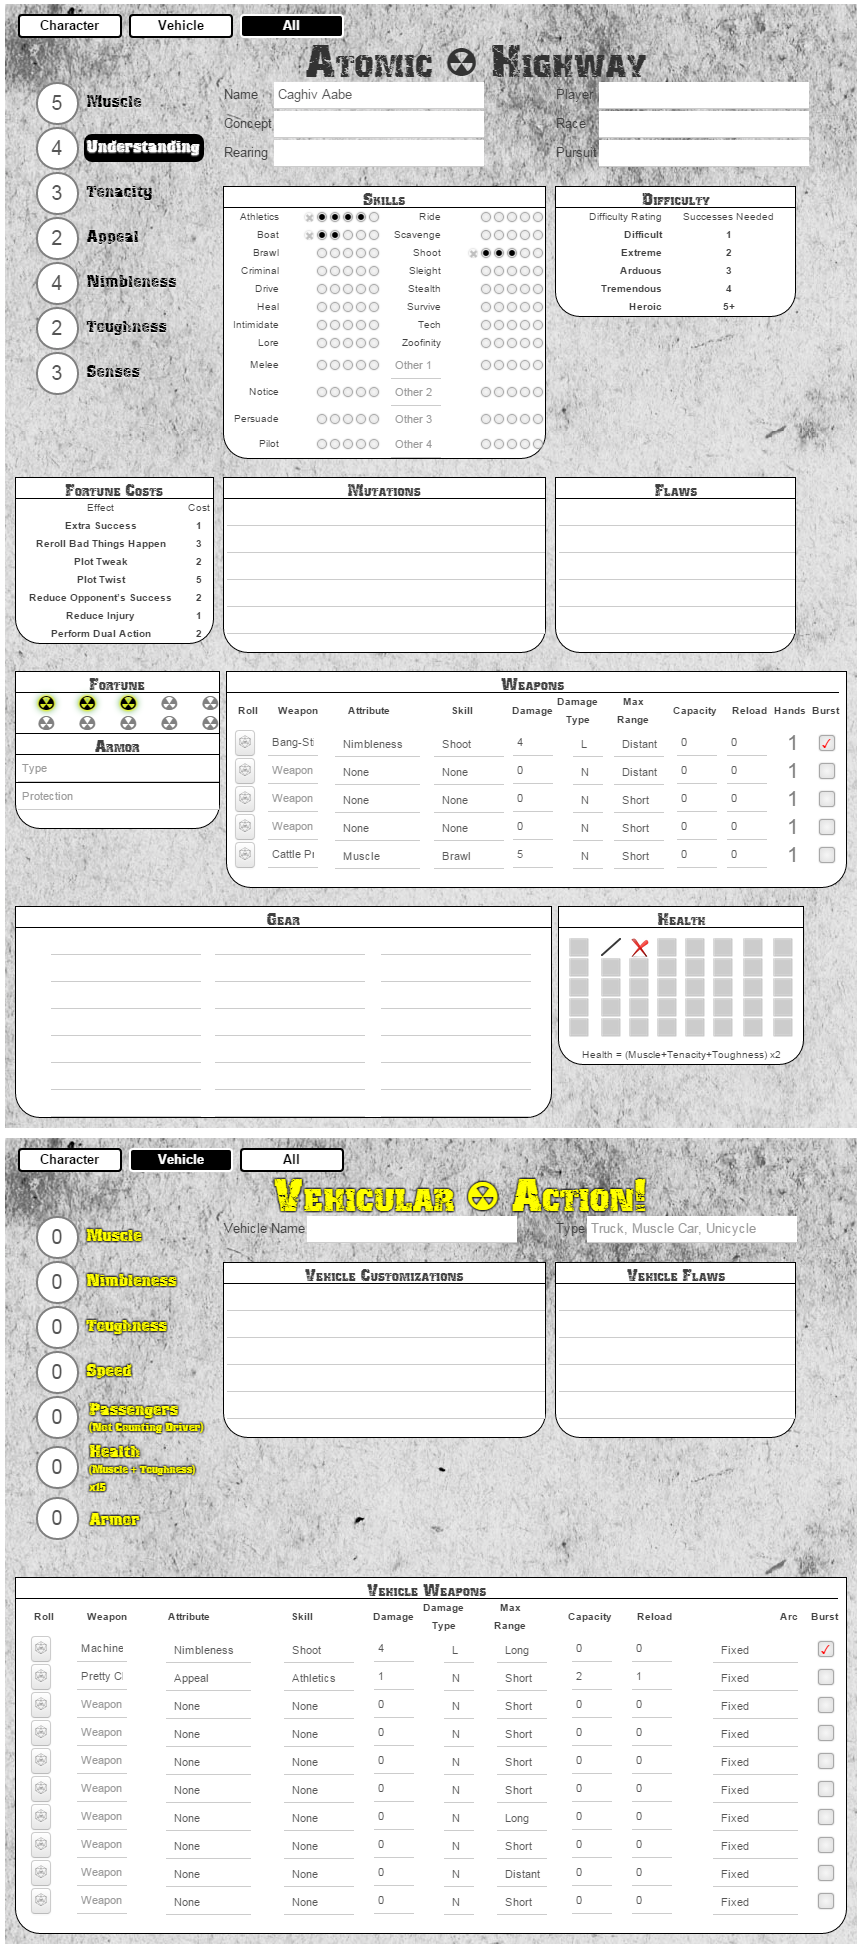 Character Vehicle All
Atomic Highway
5 Muscle
4 Understanding
3 Tenacity
2 Appeal
4 Nimbleness
2 Toughness
3 Senses
Name Caghiv Aabe Player
Concept Race
Rearing Pursuit
Skills
Athletics Ride
Boat Scavenge
Brawl Shoot
Criminal Sleight
Drive Stealth
Heal Survive
Intimidate Tech
Lore Zoofinity
Melee Other 1
Notice Other 2
Persuade Other 3
Pilot Other 4
Difficulty
Difficulty Rating Successes Needed
Difficult 1
Extreme 2
Arduous 3
Tremendous 4
Heroic 5+
Fortune Costs
Effect Cost
Extra Success 1
Reroll Bad Things Happen 3
Plot Tweak 2
Plot Twist 5
Reduce Opponent's Success 2
Reduce Injury 1
Perform Dual Action 2
Mutations
Flaws
Fortune
Armor
Type
Protection
Weapons
Roll Weapon Attribute Skill Damage Damage Type Max Range Capacity Reload Hands Burst
Bang-Sti Nimbleness Shoot 4 L Distant 0 0 1
Weapon None None 0 N Distant 0 0 1
Weapon None None 0 N Short 0 0 1
Weapon None None 0 N Short 0 0 1
Cattle Pr Muscle Brawl 5 N Short 0 0 1
Gear
Health
Health = (Muscle+Tenacity+Toughness) x2
Character Vehicle All
Vehicular Action!
0 Muscle
0 Nimbleness
0 Toughness
0 Speed
0 Passengers
(Not Counting Driver)
0 Health
(Muscle + Toughness)
x15
0 Armor
Vehicle Name Type Truck, Muscle Car, Unicycle
Vehicle Customizations
Vehicle Flaws
Vehicle Weapons
Roll Weapon Attribute Skill Damage Damage Type Max Range Capacity Reload Arc Burst
Machine Nimbleness Shoot 4 L Long 0 0 Fixed
Pretty Cl Appeal Athletics 1 N Short 2 1 Fixed
Weapon None None 0 N Short 0 0 Fixed
Weapon None None 0 N Short 0 0 Fixed
Weapon None None 0 N Short 0 0 Fixed
Weapon None None 0 N Short 0 0 Fixed
Weapon None None 0 N Long 0 0 Fixed
Weapon None None 0 N Short 0 0 Fixed
Weapon None None 0 N Distant 0 0 Fixed
Weapon None None 0 N Short 0 0 Fixed